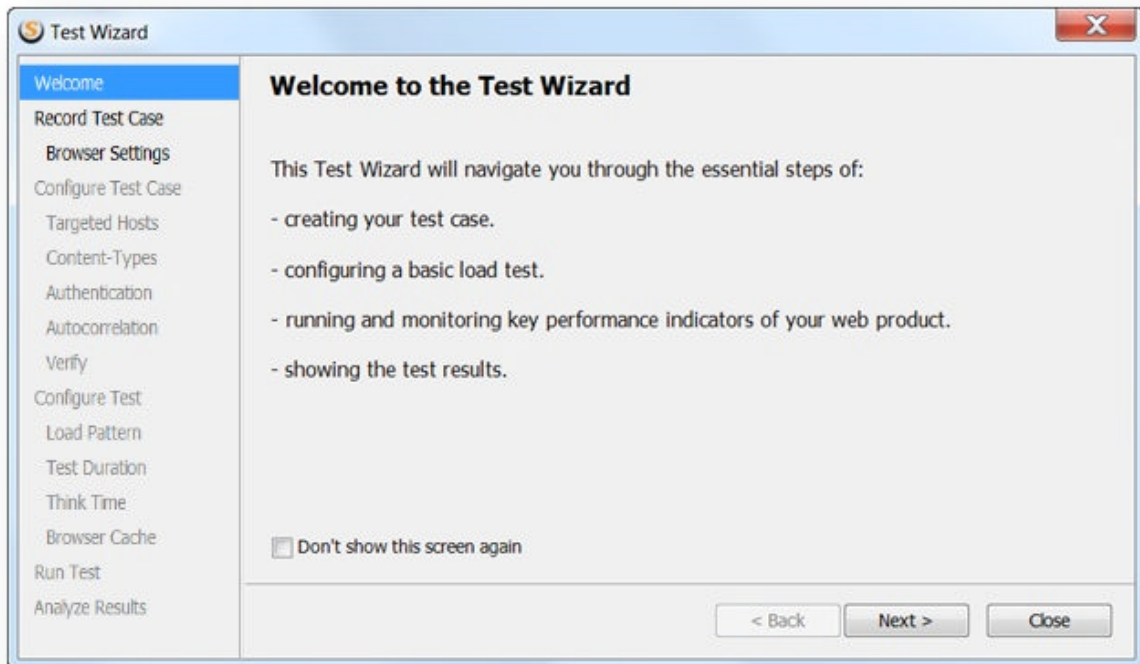 Test Wizard
Welcome
Record Test Case
Browser Settings
Configure Test Case
Targeted Hosts
Content-Types
Authentication
Autocorrelation
Verify
Configure Test
Load Pattern
Test Duration
Think Time
Browser Cache
Run Test
Analyze Results
Welcome to the Test Wizard
This Test Wizard will navigate you through the essential steps of:
- creating your test case.
- configuring a basic load test.
- running and monitoring key performance indicators of your web product.
- showing the test results.
Don't show this screen again
< Back Next > Close